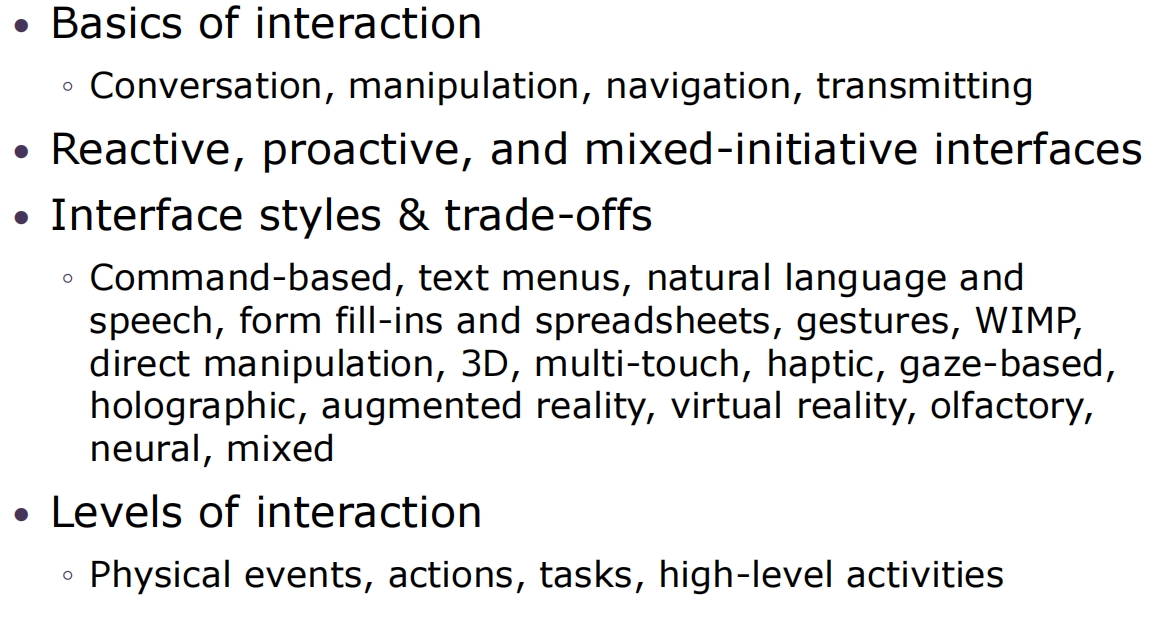 • Basics of interaction
◦ Conversation, manipulation, navigation, transmitting
• Reactive, proactive, and mixed-initiative interfaces
• Interface styles & trade-offs
◦ Command-based, text menus, natural language and
speech, form fill-ins and spreadsheets, gestures, WIMP,
direct manipulation, 3D, multi-touch, haptic, gaze-based,
holographic, augmented reality, virtual reality, olfactory,
neural, mixed
• Levels of interaction
◦ Physical events, actions, tasks, high-level activities